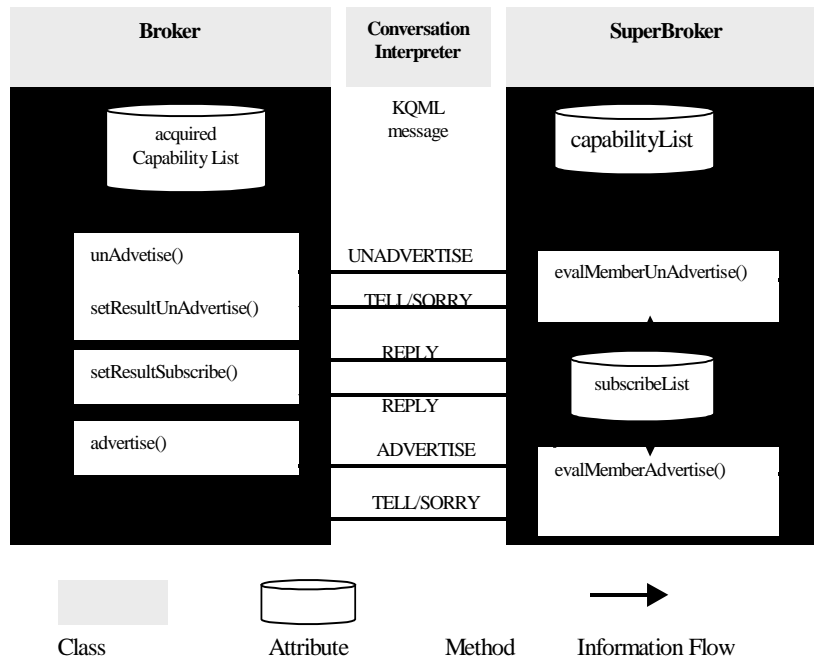 Broker
Conversation
Interpreter
SuperBroker
KQML
message
acquired
Capability List
capabilityList
unAdvetise()
UNADVERTISE
evalMemberUnAdvertise()
setResultUnAdvertise()
TELL/SORRY
REPLY
setResultSubscribe()
subscribeList
REPLY
advertise()
ADVERTISE
evalMemberAdvertise()
TELL/SORRY
Class
Attribute
Method
Information Flow